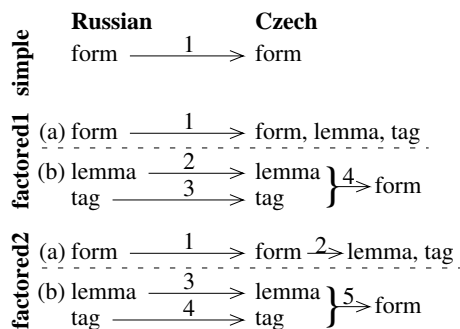 Russian Czech
simple
form 1 form
factored1
(a) form 1 form, lemma, tag
(b) lemma 2 lemma
tag 3 tag } 4 form
factored2
(a) form 1 form 2 lemma, tag
(b) lemma 3 lemma
tag 4 tag } 5 form